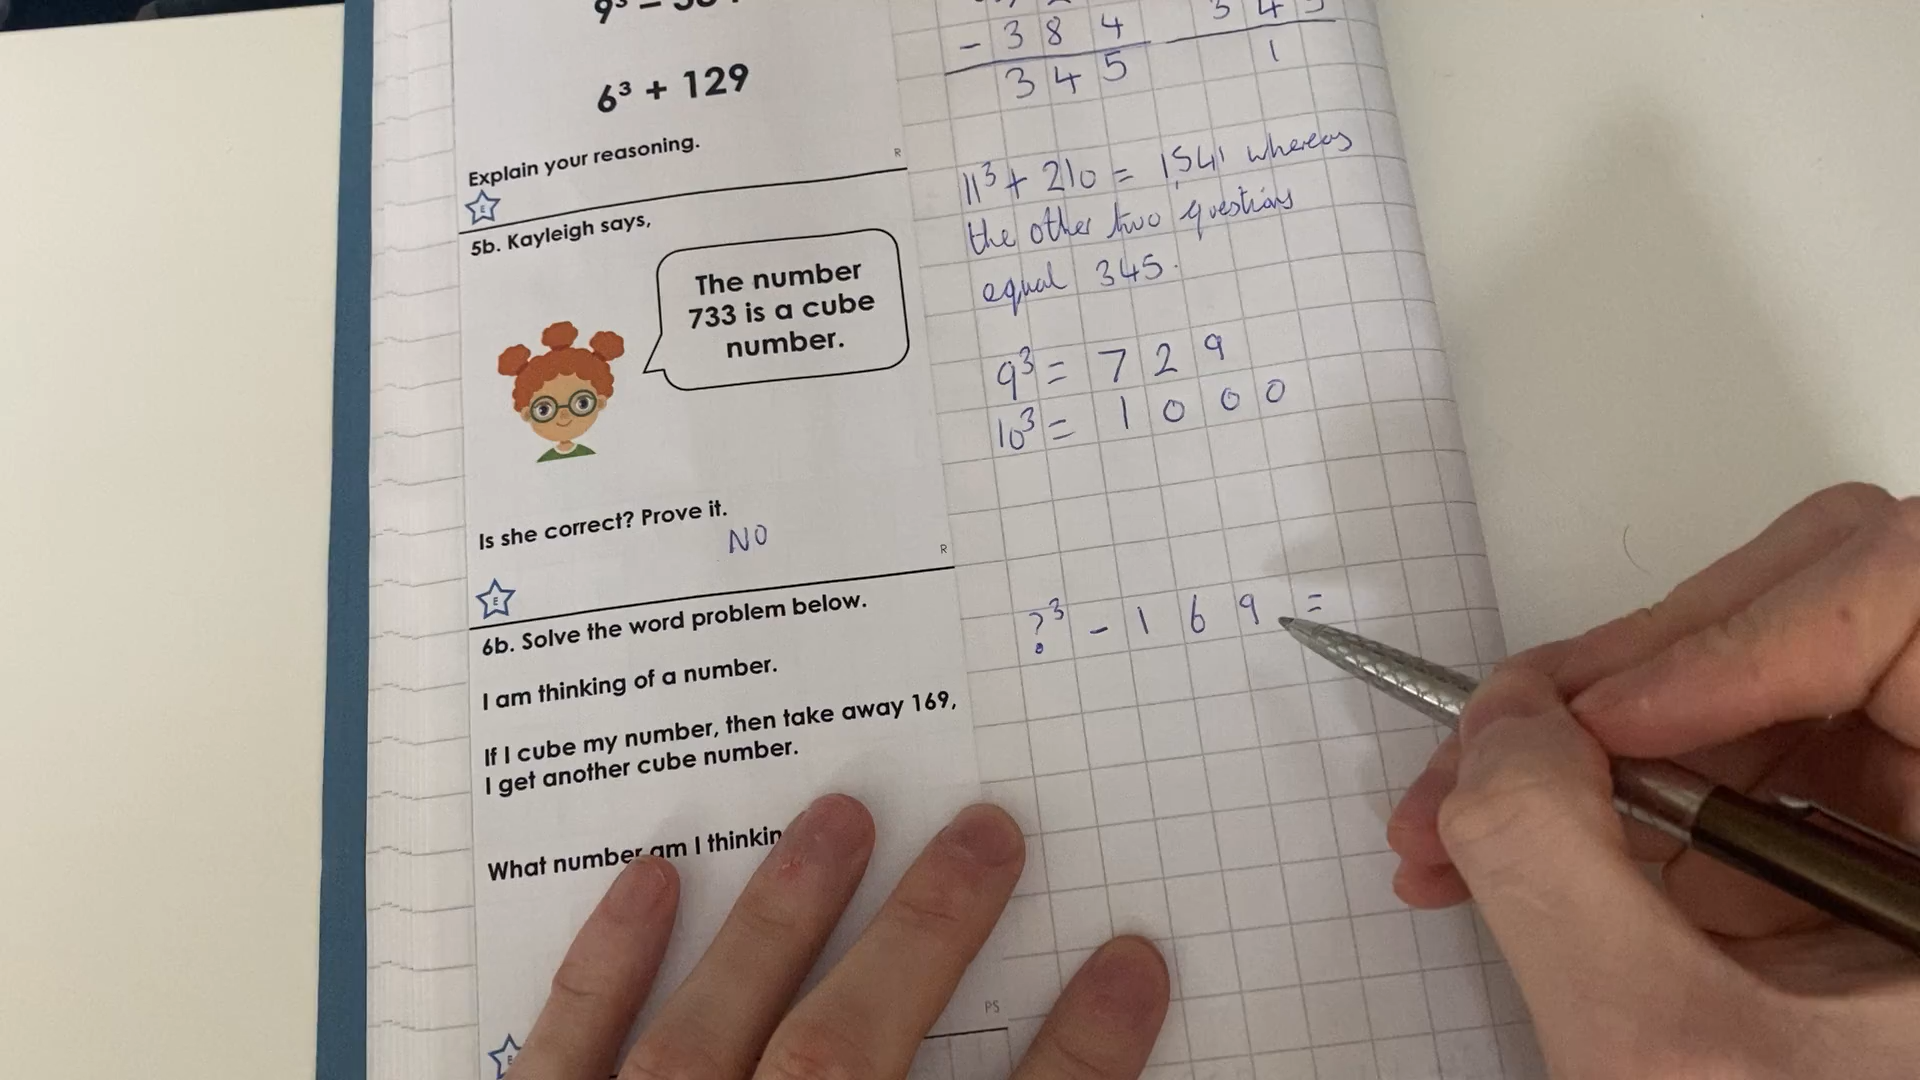 6³ + 129
Explain your reasoning.
R
E
5b. Kayleigh says,
The number
733 is a cube
number.
Is she correct? Prove it.
NO
R
E
6b. Solve the word problem below.
I am thinking of a number.
If I cube my number, then take away 169,
I get another cube number.
What number am I
PS
- 3 8 4
3 4 5
1
11³ + 210 = 1541 whereas
the other two questions
equal 345.
9³ = 7 2 9
10³ = 1 0 0 0
?³ - 1 6 9 =